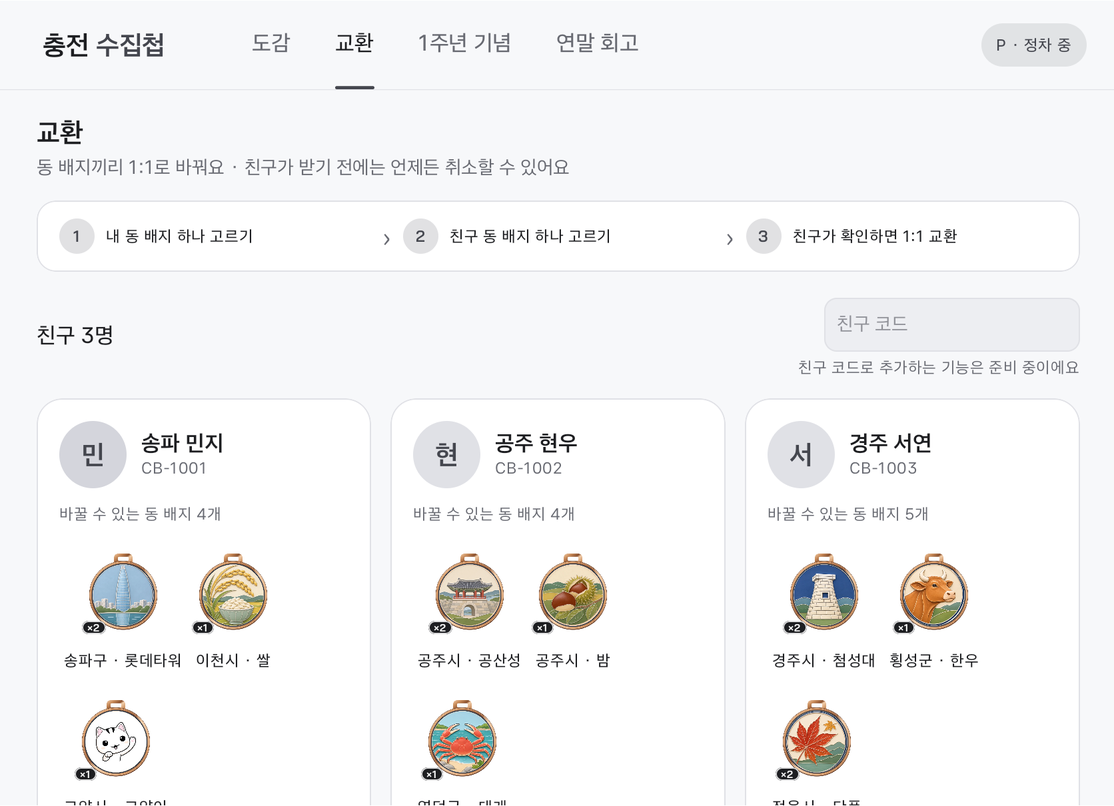 충전 수집첩
도감
교환
1주년 기념
연말 회고
P · 정차 중
교환
동 배지끼리 1:1로 바꿔요 · 친구가 받기 전에는 언제든 취소할 수 있어요
1 내 동 배지 하나 고르기 › 2 친구 동 배지 하나 고르기 › 3 친구가 확인하면 1:1 교환
친구 3명
친구 코드
친구 코드로 추가하는 기능은 준비 중이에요
민
송파 민지
CB-1001
바꿀 수 있는 동 배지 4개
×2
×1
송파구 · 롯데타워
이천시 · 쌀
×1
현
공주 현우
CB-1002
바꿀 수 있는 동 배지 4개
×2
×1
공주시 · 공산성
공주시 · 밤
×1
서
경주 서연
CB-1003
바꿀 수 있는 동 배지 5개
×2
×1
경주시 · 첨성대
횡성군 · 한우
×2